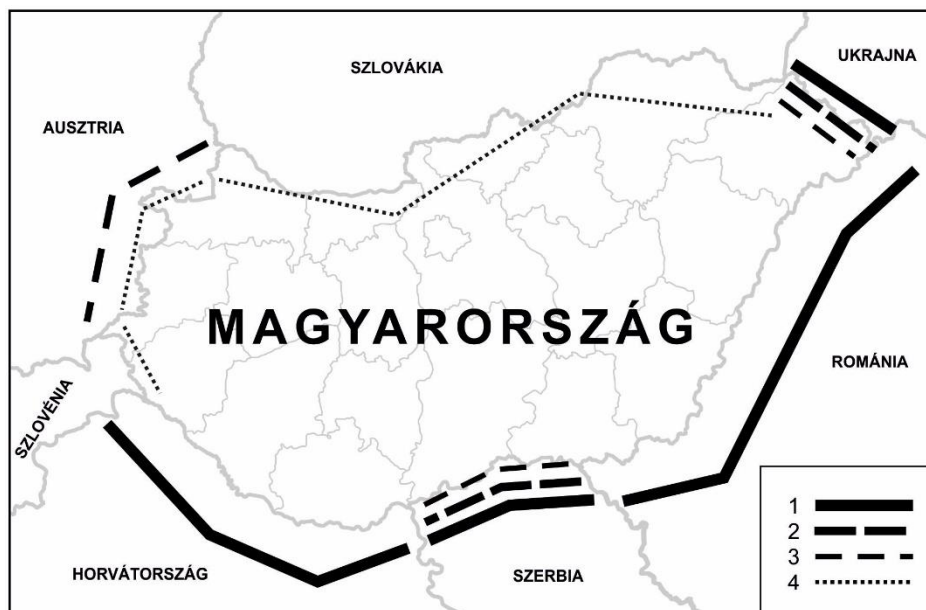 UKRAJNA
SZLOVÁKIA
AUSZTRIA
MAGYARORSZÁG
ROMÁNIA
SZLOVÉNIA
HORVÁTORSZÁG
SZERBIA
1
2
3
4